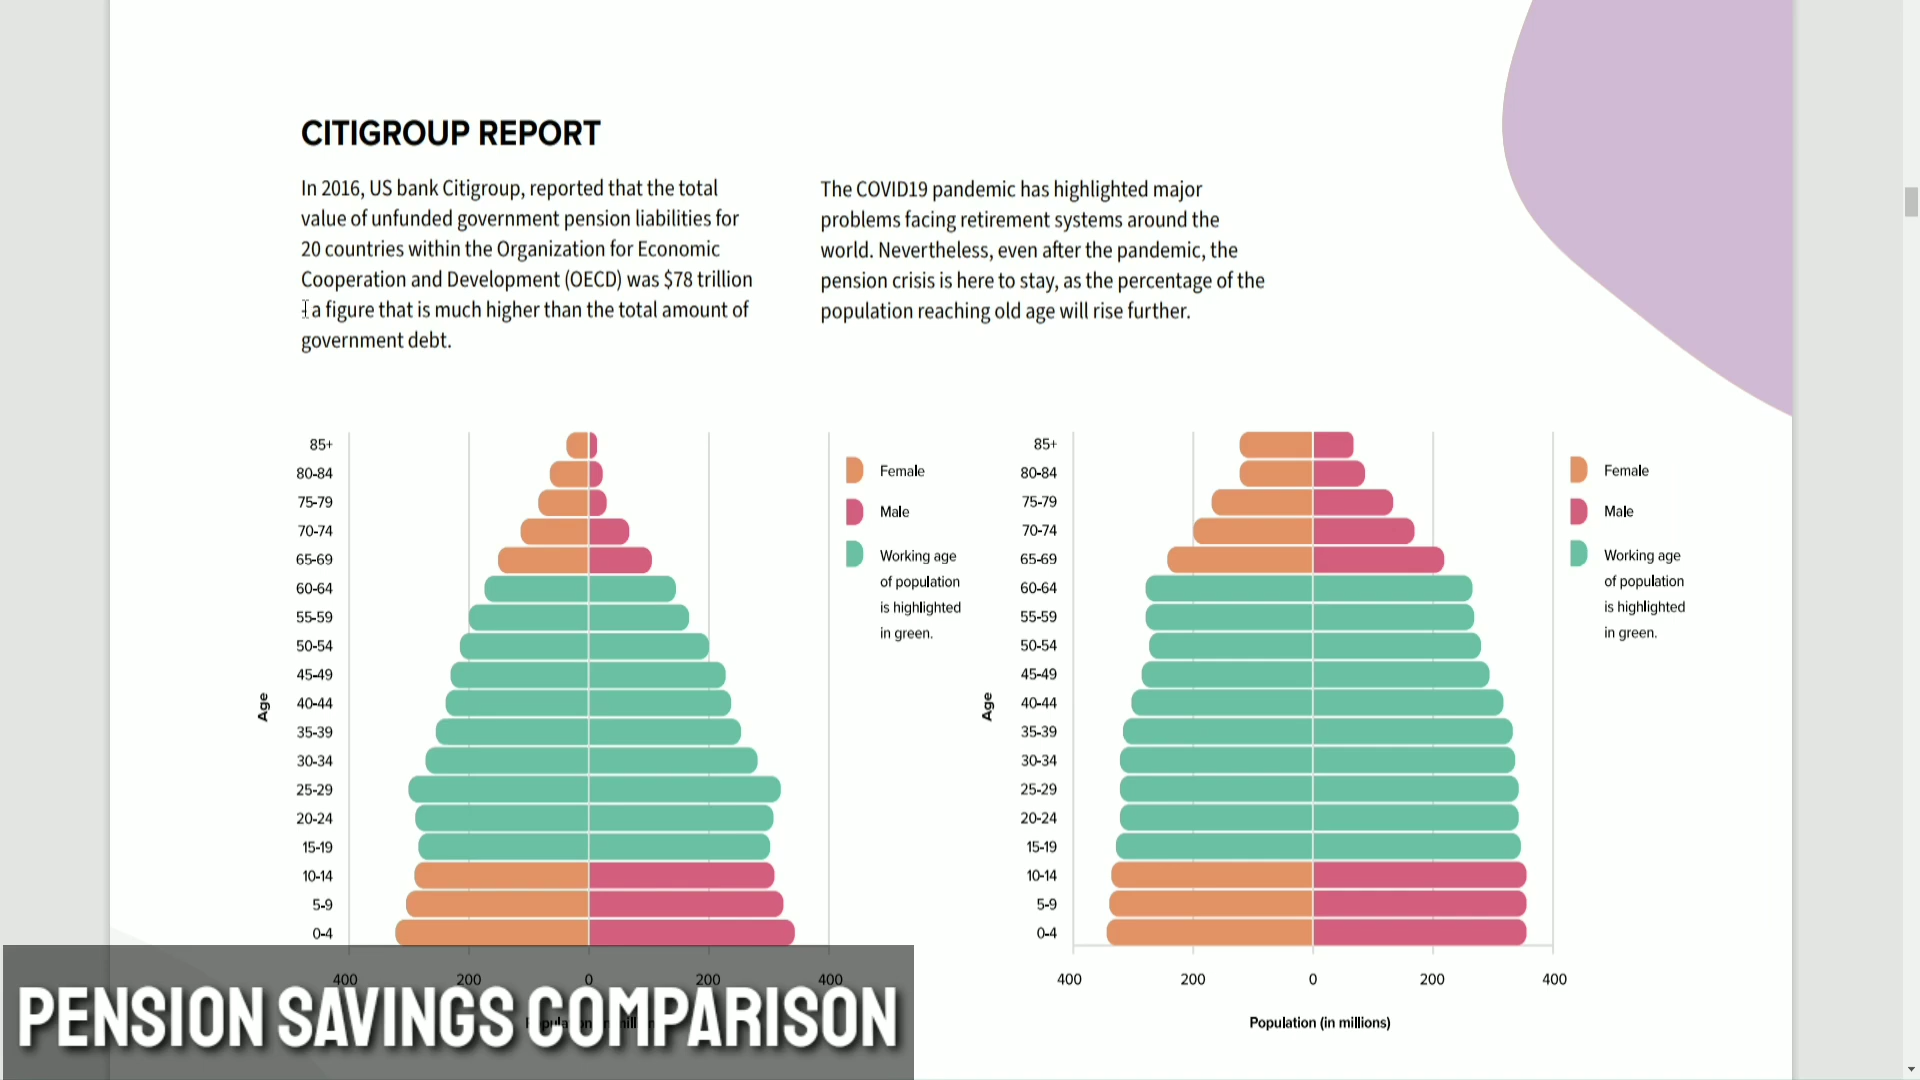 CITIGROUP REPORT
In 2016, US bank Citigroup, reported that the total
value of unfunded government pension liabilities for
20 countries within the Organization for Economic
Cooperation and Development (OECD) was $78 trillion
- a figure that is much higher than the total amount of
government debt.
The COVID19 pandemic has highlighted major
problems facing retirement systems around the
world. Nevertheless, even after the pandemic, the
pension crisis is here to stay, as the percentage of the
population reaching old age will rise further.
85+
80-84
75-79
70-74
65-69
60-64
55-59
50-54
45-49
40-44
35-39
30-34
25-29
20-24
15-19
10-14
5-9
0-4
Age
400 200 0 200 400
Female
Male
Working age
of population
is highlighted
in green.
85+
80-84
75-79
70-74
65-69
60-64
55-59
50-54
45-49
40-44
35-39
30-34
25-29
20-24
15-19
10-14
5-9
0-4
Age
400 200 0 200 400
Population (in millions)
Female
Male
Working age
of population
is highlighted
in green.
PENSION SAVINGS COMPARISON